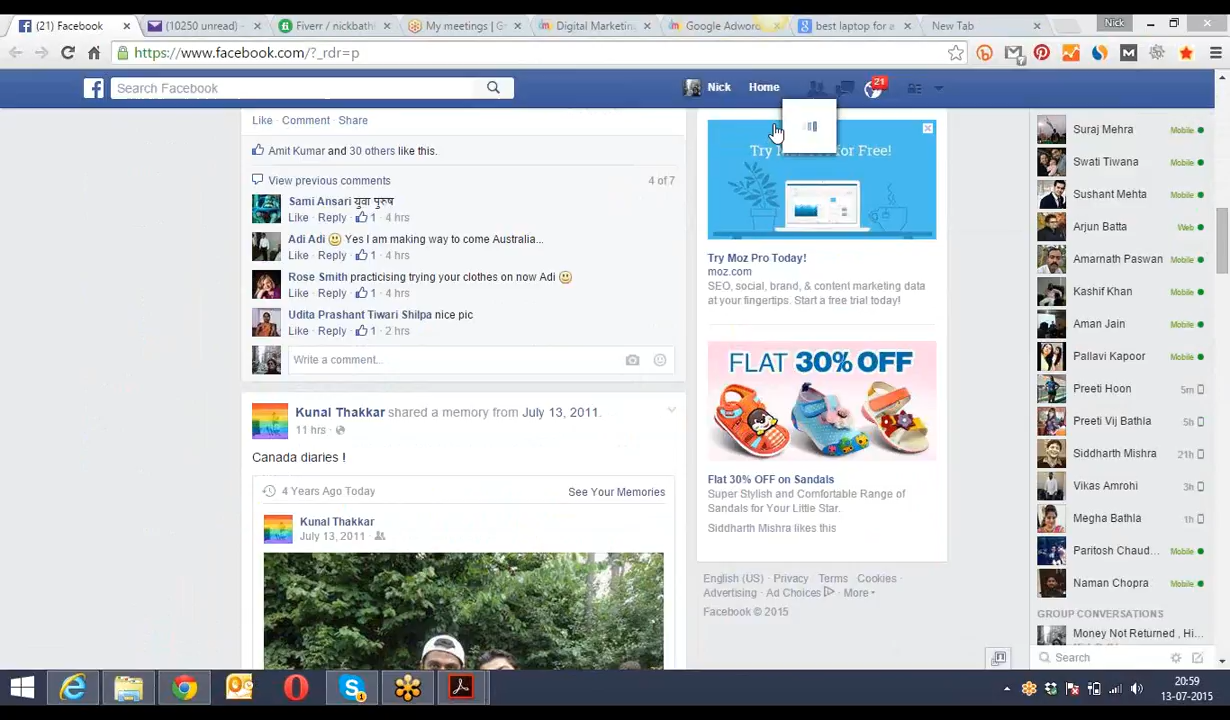 (21) Facebook
(10250 unread) -
Fiverr / nickbathl
My meetings | G
Digital Marketin
Google Adword
best laptop for a
New Tab
Nick
https://www.facebook.com/?_rdr=p
Search Facebook
Nick
Home
21
Like · Comment · Share
Amit Kumar and 30 others like this.
View previous comments
4 of 7
Sami Ansari युवा पुरुष
Like · Reply · 1 · 4 hrs
Adi Adi Yes I am making way to come Australia...
Like · Reply · 1 · 4 hrs
Rose Smith practicising trying your clothes on now Adi
Like · Reply · 1 · 4 hrs
Udita Prashant Tiwari Shilpa nice pic
Like · Reply · 1 · 2 hrs
Write a comment...
Kunal Thakkar shared a memory from July 13, 2011.
11 hrs ·
Canada diaries !
4 Years Ago Today
See Your Memories
Kunal Thakkar
July 13, 2011 ·
Try for Free!
Try Moz Pro Today!
moz.com
SEO, social, brand, & content marketing data
at your fingertips. Start a free trial today!
FLAT 30% OFF
Flat 30% OFF on Sandals
Super Stylish and Comfortable Range of
Sandals for Your Little Star.
Siddharth Mishra likes this
English (US) · Privacy · Terms · Cookies ·
Advertising · Ad Choices · More
Facebook © 2015
Suraj Mehra Mobile
Swati Tiwana Mobile
Sushant Mehta Mobile
Arjun Batta Web
Amarnath Paswan Mobile
Kashif Khan Mobile
Aman Jain Mobile
Pallavi Kapoor Mobile
Preeti Hoon 5m
Preeti Vij Bathla 5h
Siddharth Mishra 21h
Vikas Amrohi 3h
Megha Bathla 1h
Paritosh Chaud... Mobile
Naman Chopra Mobile
GROUP CONVERSATIONS
Money Not Returned , Hi...
Search
20:59
13-07-2015